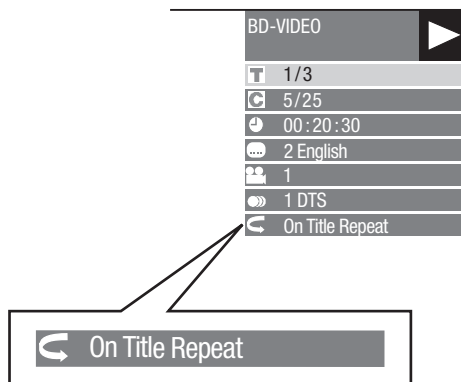 BD-VIDEO
T 1/3
C 5/25
00:20:30
2 English
1
1 DTS
On Title Repeat
On Title Repeat